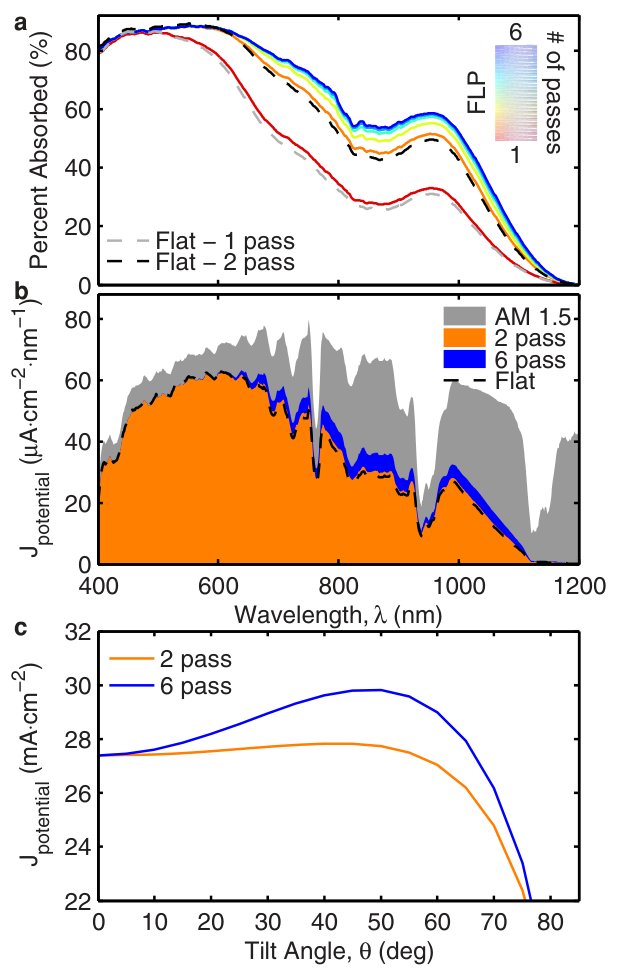 a
Percent Absorbed (%)
80
60
40
20
0
6
FLP
# of passes
1
Flat – 1 pass
Flat – 2 pass
b
J_potential (µA·cm⁻²·nm⁻¹)
80
60
40
20
0
AM 1.5
2 pass
6 pass
Flat
400 600 800 1000 1200
Wavelength, λ (nm)
c
J_potential (mA·cm⁻²)
32
30
28
26
24
22
2 pass
6 pass
0 10 20 30 40 50 60 70 80
Tilt Angle, θ (deg)